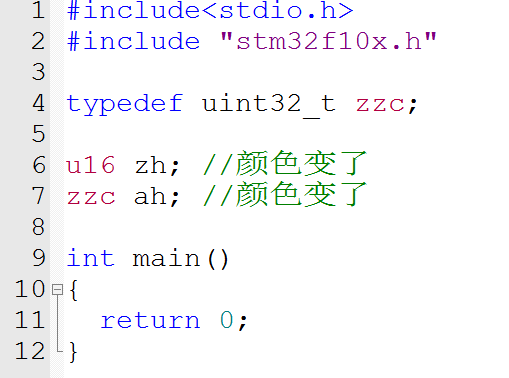 1 #include<stdio.h>
2 #include "stm32f10x.h"
3
4 typedef uint32_t zzc;
5
6 u16 zh; //颜色变了
7 zzc ah; //颜色变了
8
9 int main()
10 {
11   return 0;
12 }